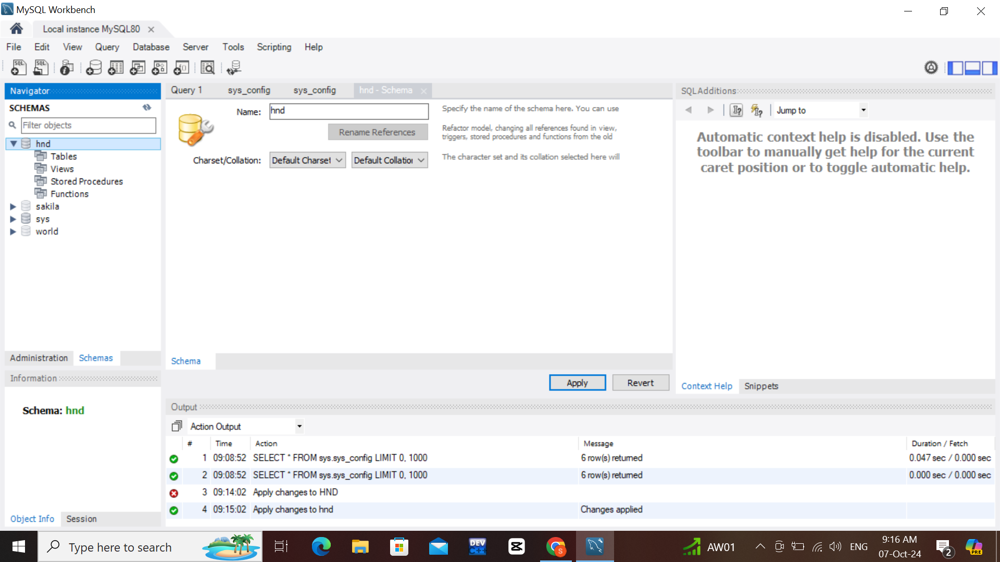 MySQL Workbench
Local instance MySQL80
File Edit View Query Database Server Tools Scripting Help
Navigator
SCHEMAS
Filter objects
hnd
Tables
Views
Stored Procedures
Functions
sakila
sys
world
Administration Schemas
Information
Schema: hnd
Object Info Session
Query 1 sys_config sys_config hnd - Schema
Name: hnd
Specify the name of the schema here. You can use
Rename References
Refactor model, changing all references found in view,
triggers, stored procedures and functions from the old
Charset/Collation: Default Charset Default Collation
The character set and its collation selected here will
Schema
Apply Revert
SQLAdditions
Jump to
Automatic context help is disabled. Use the
toolbar to manually get help for the current
caret position or to toggle automatic help.
Context Help Snippets
Output
Action Output
# Time Action Message Duration / Fetch
1 09:08:52 SELECT * FROM sys.sys_config LIMIT 0, 1000 6 row(s) returned 0.047 sec / 0.000 sec
2 09:08:52 SELECT * FROM sys.sys_config LIMIT 0, 1000 6 row(s) returned 0.000 sec / 0.000 sec
3 09:14:02 Apply changes to HND
4 09:15:02 Apply changes to hnd Changes applied
Type here to search
DEV
C++
S
AW01
ENG
9:16 AM
07-Oct-24
2
PRE